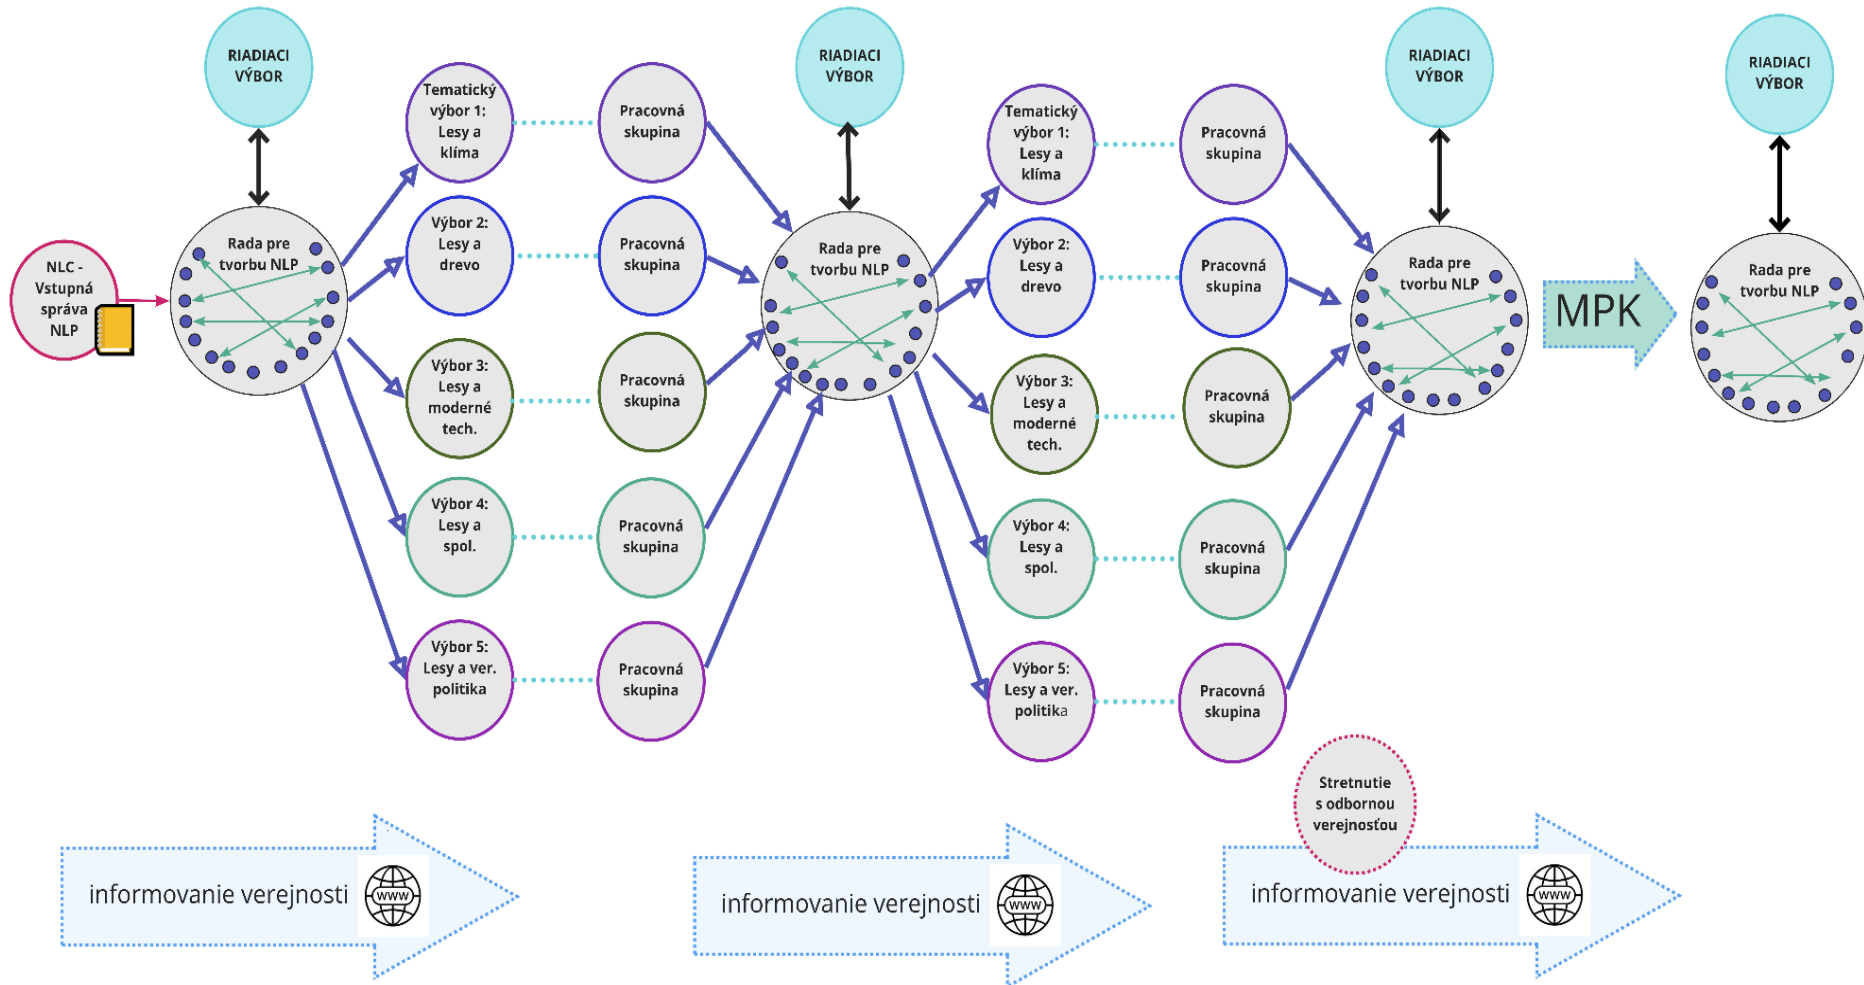 RIADIACI
VÝBOR
RIADIACI
VÝBOR
RIADIACI
VÝBOR
RIADIACI
VÝBOR
NLC -
Vstupná
správa
NLP
Rada pre
tvorbu NLP
Tematický
výbor 1:
Lesy a
klíma
Pracovná
skupina
Výbor 2:
Lesy a
drevo
Pracovná
skupina
Výbor 3:
Lesy a
moderné
tech.
Pracovná
skupina
Výbor 4:
Lesy a
spol.
Pracovná
skupina
Výbor 5:
Lesy a ver.
politika
Pracovná
skupina
Rada pre
tvorbu NLP
Tematický
výbor 1:
Lesy a
klíma
Pracovná
skupina
Výbor 2:
Lesy a
drevo
Pracovná
skupina
Výbor 3:
Lesy a
moderné
tech.
Pracovná
skupina
Výbor 4:
Lesy a
spol.
Pracovná
skupina
Výbor 5:
Lesy a ver.
politika
Pracovná
skupina
Rada pre
tvorbu NLP
MPK
Rada pre
tvorbu NLP
Stretnutie
s odbornou
verejnosťou
informovanie verejnosti
www
informovanie verejnosti
www
informovanie verejnosti
www